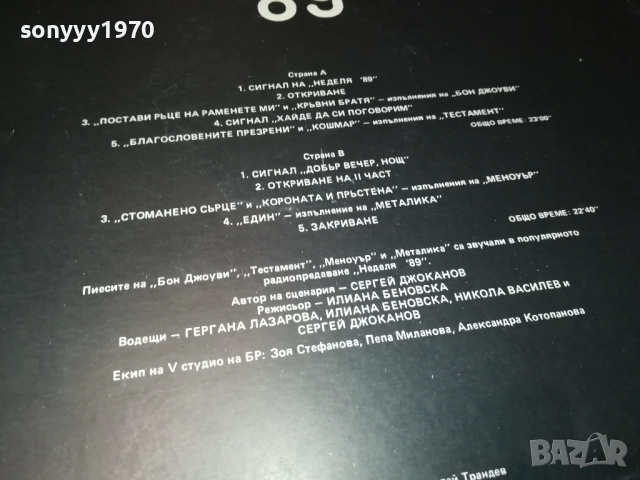 sonyyy1970
89
Страна А
1. СИГНАЛ НА „НЕДЕЛЯ '89"
2. ОТКРИВАНЕ
3. „ПОСТАВИ РЬЦЕ НА РАМЕНЕТЕ МИ" и „КРЬВНИ БРАТЯ" – изпълнения на „БОН ДЖОУВИ"
4. СИГНАЛ „ХАЙДЕ ДА СИ ПОГОВОРИМ"
5. „БЛАГОСЛОВЕНИТЕ ПРЕЗРЕНИ" и „КОШМАР" – изпълнения на „ТЕСТАМЕНТ"
ОБЩО ВРЕМЕ: 23'00"
Страна В
1. СИГНАЛ „ДОБЪР ВЕЧЕР, НОЩ"
2. ОТКРИВАНЕ НА II ЧАСТ
3. „СТОМАНЕНО СЬРЦЕ" и „КОРОНАТА И ПРЬСТЕНА" – изпълнения на „МЕНОУЪР"
4. „ЕДИН" – изпълнение на „МЕТАЛИКА"
5. ЗАКРИВАНЕ
ОБЩО ВРЕМЕ: 22'40"
Пиесите на „Бон Джоуви", „Тестамент", „Меноуър" и „Металика" са звучали в популярното
радиопредаване „Неделя '89".
Автор на сценария – СЕРГЕЙ ДЖОКАНОВ
Режисьор – ИЛИАНА БЕНОВСКА
Водещи – ГЕРГАНА ЛАЗАРОВА, ИЛИАНА БЕНОВСКА, НИКОЛА ВАСИЛЕВ и
СЕРГЕЙ ДЖОКАНОВ
Екип на V студио на БР: Зоя Стефанова, Пепа Миланова, Александра Котопанова
Трандев
BAZAR